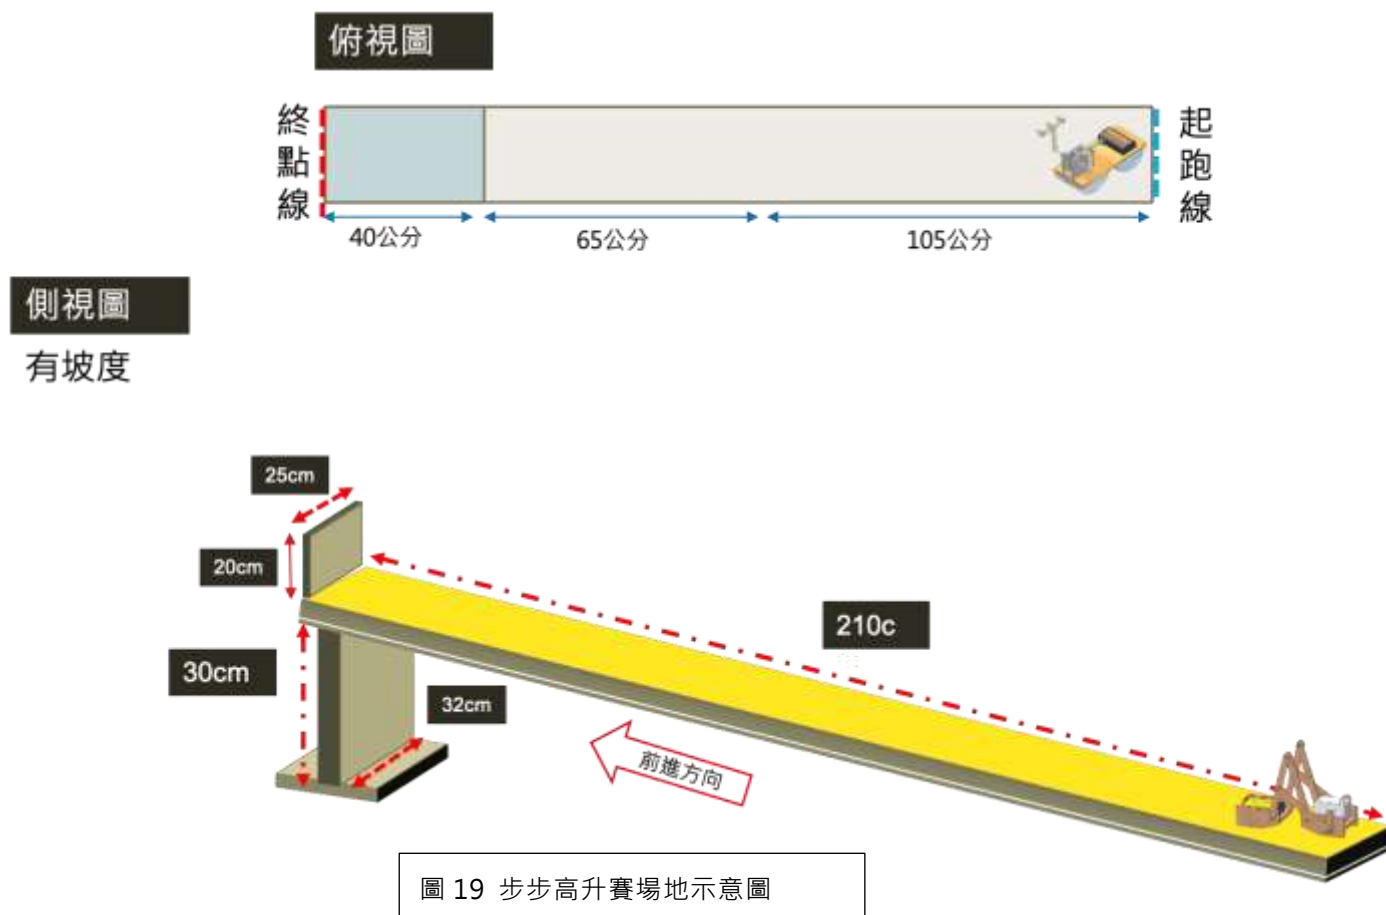 俯視圖
終點線
起跑線
40公分
65公分
105公分
側視圖
有坡度
25cm
20cm
210c
30cm
32cm
前進方向
圖 19 步步高升賽場地示意圖